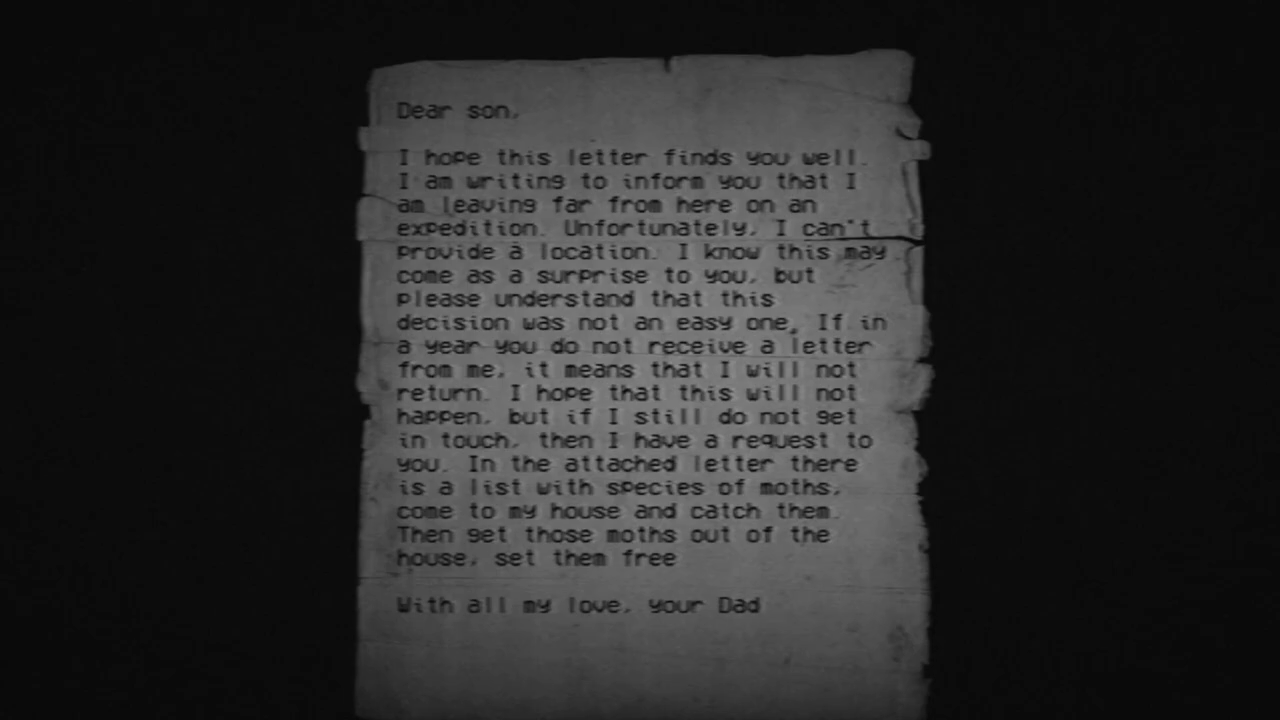 Dear son,
I hope this letter finds you well.
I am writing to inform you that I
am leaving far from here on an
expedition. Unfortunately, I can't
provide a location. I know this may
come as a surprise to you, but
please understand that this
decision was not an easy one, If in
a year you do not receive a letter
from me, it means that I will not
return. I hope that this will not
happen, but if I still do not get
in touch, then I have a request to
you. In the attached letter there
is a list with species of moths,
come to my house and catch them.
Then get those moths out of the
house, set them free
With all my love, your Dad